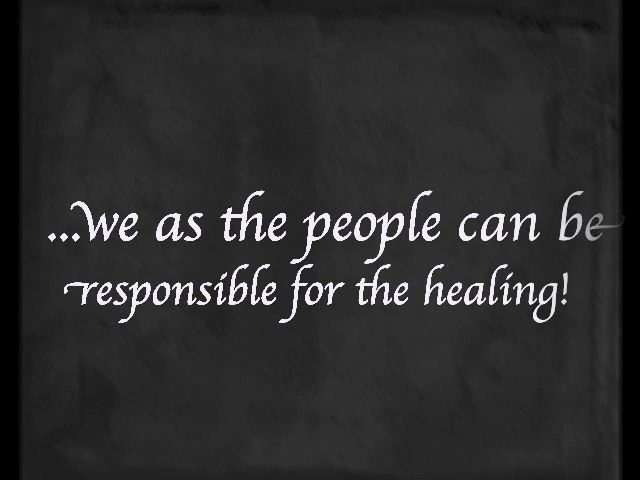 ...we as the people can be
responsible for the healing!